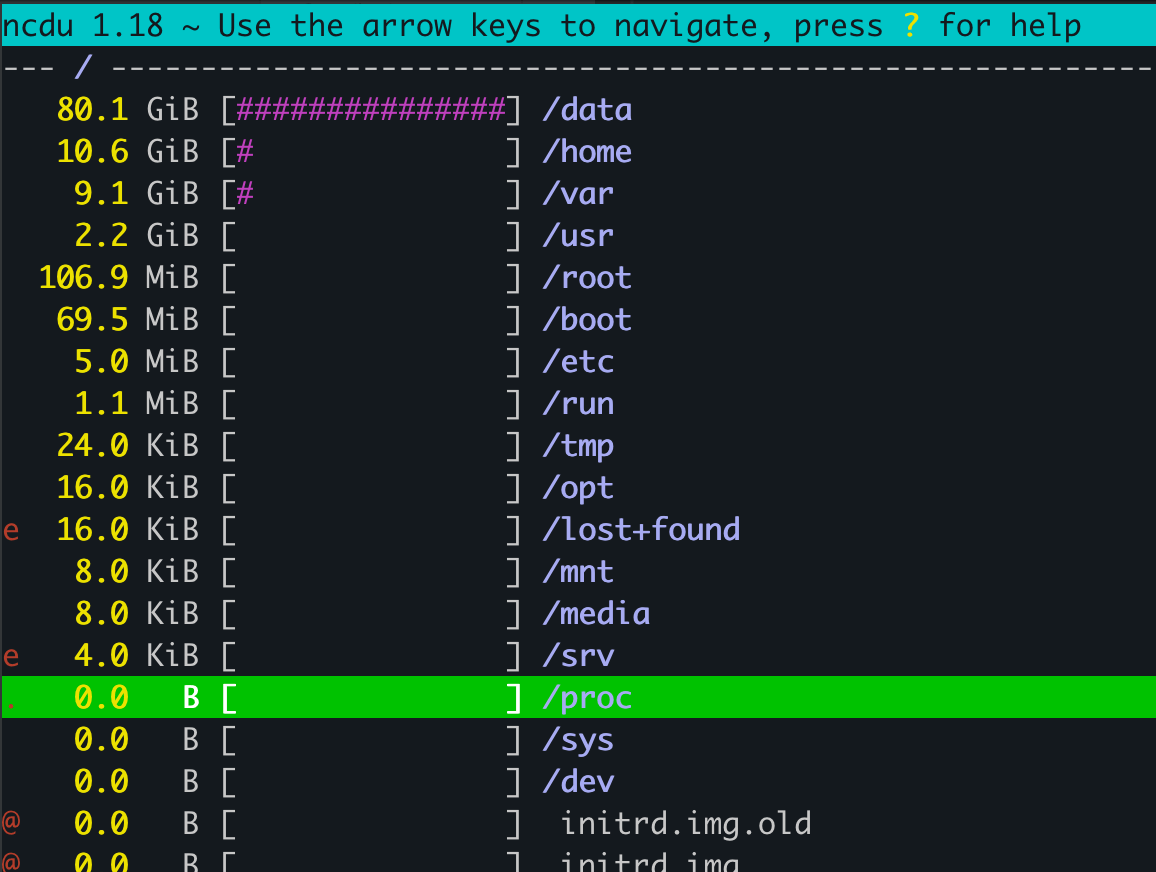 ncdu 1.18 ~ Use the arrow keys to navigate, press ? for help
--- / ----------------------------------------------------------
   80.1 GiB [###############] /data
   10.6 GiB [#              ] /home
    9.1 GiB [#              ] /var
    2.2 GiB [               ] /usr
  106.9 MiB [               ] /root
   69.5 MiB [               ] /boot
    5.0 MiB [               ] /etc
    1.1 MiB [               ] /run
   24.0 KiB [               ] /tmp
   16.0 KiB [               ] /opt
e  16.0 KiB [               ] /lost+found
    8.0 KiB [               ] /mnt
    8.0 KiB [               ] /media
e   4.0 KiB [               ] /srv
.   0.0   B [               ] /proc
    0.0   B [               ] /sys
    0.0   B [               ] /dev
@   0.0   B [               ]  initrd.img.old
@   0.0   B [               ]  initrd.img